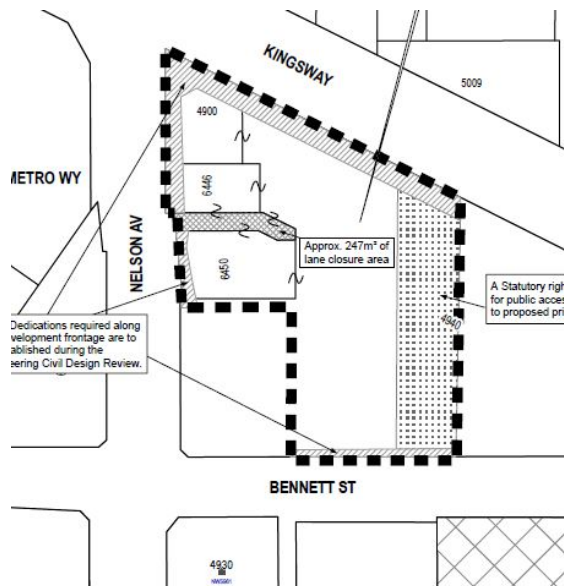 KINGSWAY
5009
4900
METRO WY
6446
NELSON AV
Approx. 247m² of
lane closure area
6450
A Statutory righ
for public acces
to proposed pri
4940
Dedications required along
velopment frontage are to
ablished during the
eering Civil Design Review.
BENNETT ST
4930